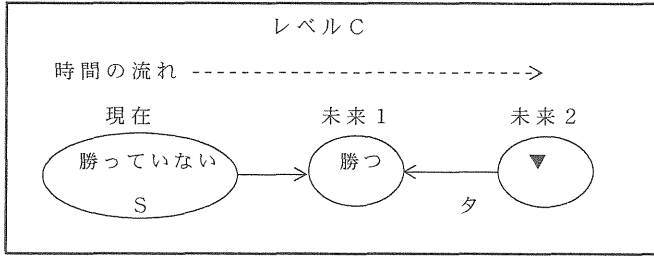 レベルC
時間の流れ
現在 未来1 未来2
勝っていない 勝つ ▼
S タ